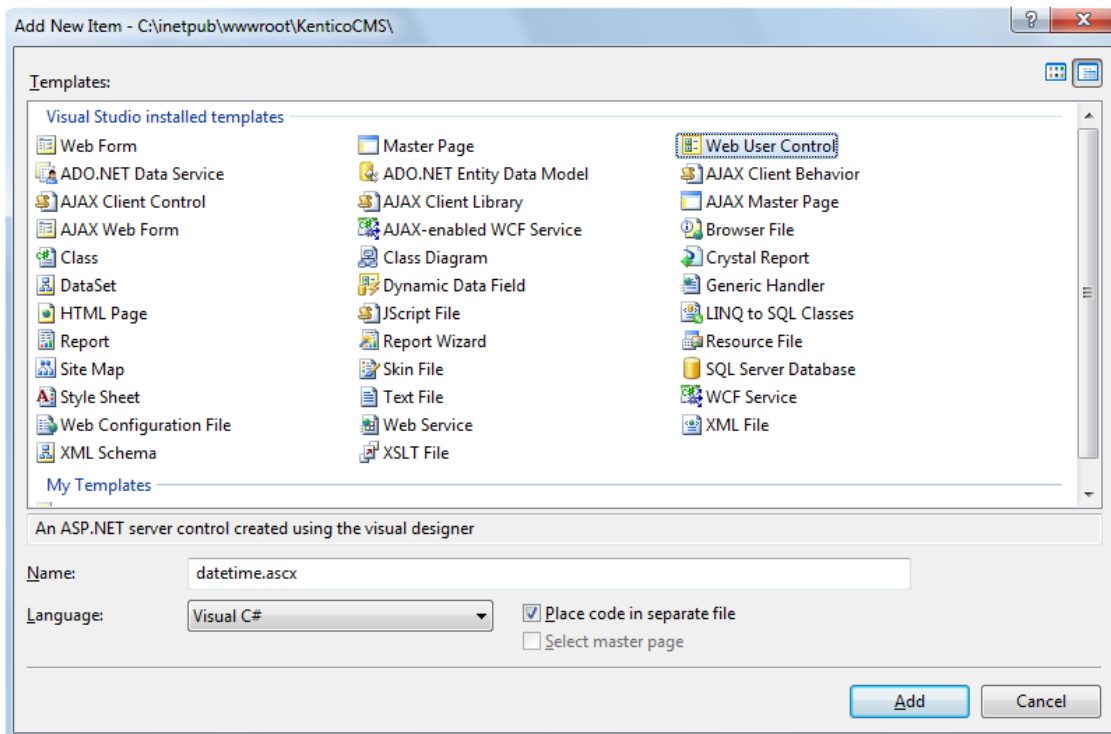 Add New Item - C:\inetpub\wwwroot\KenticoCMS\
Templates:
Visual Studio installed templates
Web Form Master Page Web User Control
ADO.NET Data Service ADO.NET Entity Data Model AJAX Client Behavior
AJAX Client Control AJAX Client Library AJAX Master Page
AJAX Web Form AJAX-enabled WCF Service Browser File
Class Class Diagram Crystal Report
DataSet Dynamic Data Field Generic Handler
HTML Page JScript File LINQ to SQL Classes
Report Report Wizard Resource File
Site Map Skin File SQL Server Database
Style Sheet Text File WCF Service
Web Configuration File Web Service XML File
XML Schema XSLT File
My Templates
An ASP.NET server control created using the visual designer
Name: datetime.ascx
Language: Visual C# Place code in separate file
Select master page
Add Cancel